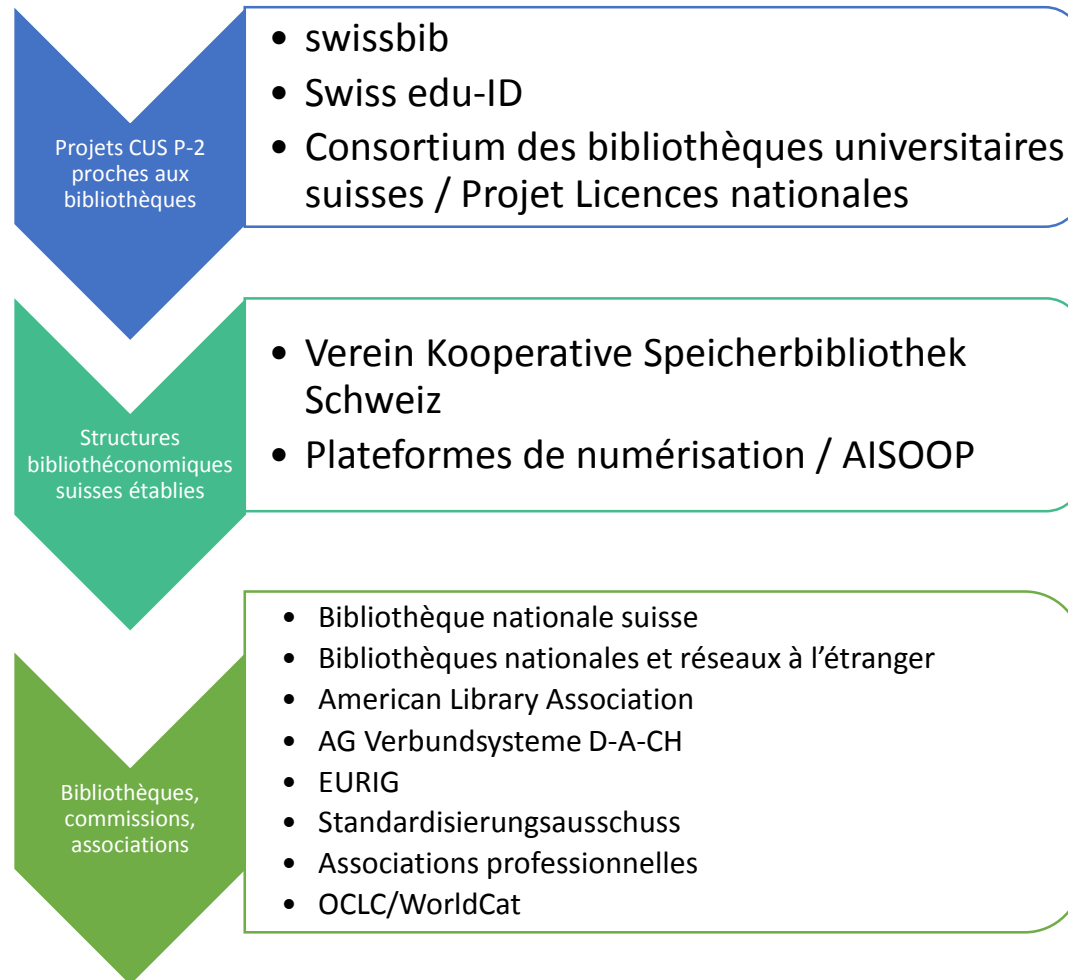 Projets CUS P-2
proches aux
bibliothèques
• swissbib
• Swiss edu-ID
• Consortium des bibliothèques universitaires
suisses / Projet Licences nationales
Structures
bibliothéconomiques
suisses établies
• Verein Kooperative Speicherbibliothek
Schweiz
• Plateformes de numérisation / AISOOP
Bibliothèques,
commissions,
associations
• Bibliothèque nationale suisse
• Bibliothèques nationales et réseaux à l’étranger
• American Library Association
• AG Verbundsysteme D-A-CH
• EURIG
• Standardisierungsausschuss
• Associations professionnelles
• OCLC/WorldCat